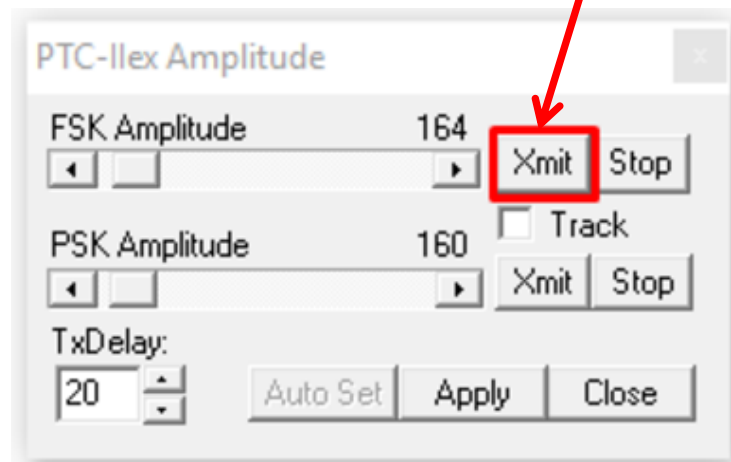 PTC-IIex Amplitude x
FSK Amplitude 164 Xmit Stop
Track
PSK Amplitude 160 Xmit Stop
TxDelay:
20 Auto Set Apply Close